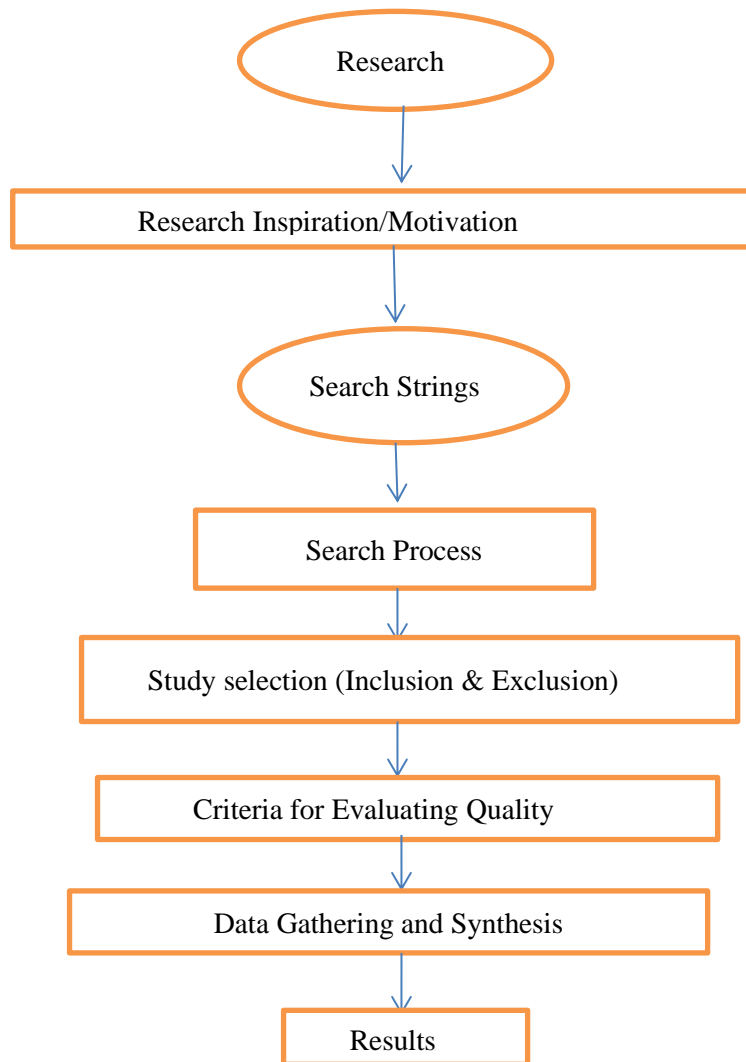 Research
Research Inspiration/Motivation
Search Strings
Search Process
Study selection (Inclusion & Exclusion)
Criteria for Evaluating Quality
Data Gathering and Synthesis
Results